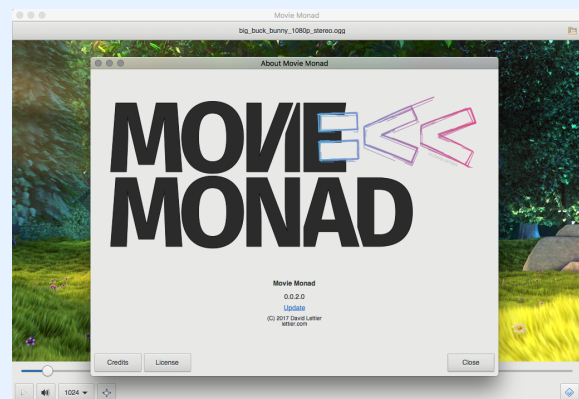 Movie Monad
big_buck_bunny_1080p_stereo.ogg
About Movie Monad
MOVIE
MONAD
Movie Monad
0.0.2.0
Update
(C) 2017 David Lettier
lettier.com
Credits
License
Close
1024